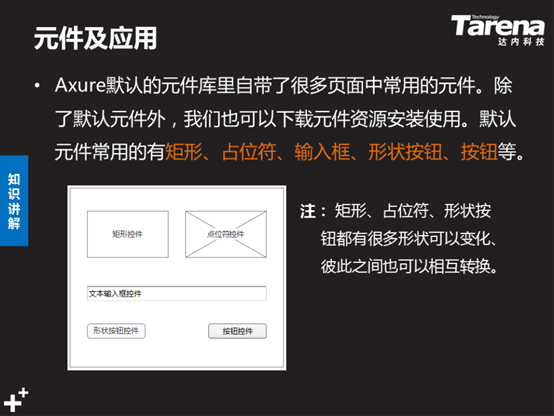 元件及应用
Technology
Tarena
达内科技
• Axure默认的元件库里自带了很多页面中常用的元件。除
了默认元件外，我们也可以下载元件资源安装使用。默认
元件常用的有矩形、占位符、输入框、形状按钮、按钮等。
知识讲解
矩形控件
点位符控件
文本输入框控件
形状按钮控件
按钮控件
注： 矩形、占位符、形状按
钮都有很多形状可以变化、
彼此之间也可以相互转换。